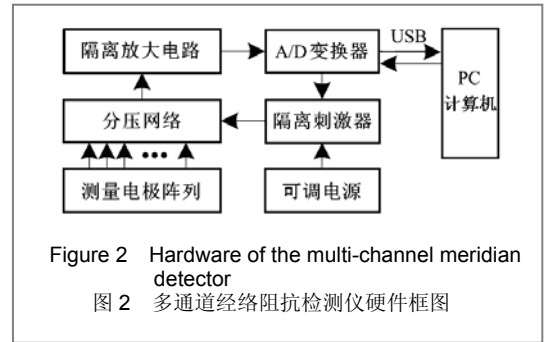 隔离放大电路
A/D变换器
USB
PC
计算机
分压网络
隔离刺激器
•••
测量电极阵列
可调电源
Figure 2 Hardware of the multi-channel meridian
detector
图 2 多通道经络阻抗检测仪硬件框图